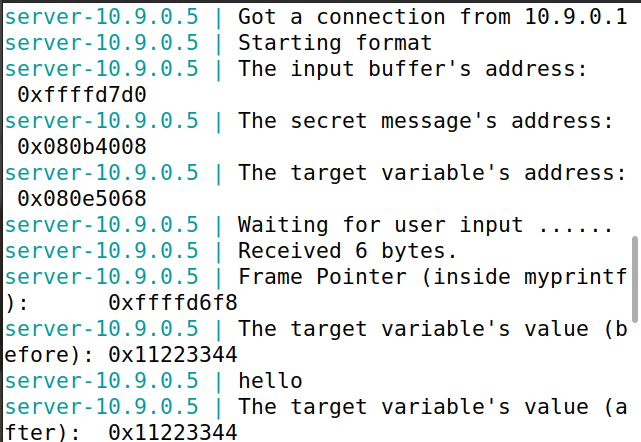 server-10.9.0.5 | Got a connection from 10.9.0.1
server-10.9.0.5 | Starting format
server-10.9.0.5 | The input buffer's address:
 0xffffd7d0
server-10.9.0.5 | The secret message's address:
 0x080b4008
server-10.9.0.5 | The target variable's address:
 0x080e5068
server-10.9.0.5 | Waiting for user input ......
server-10.9.0.5 | Received 6 bytes.
server-10.9.0.5 | Frame Pointer (inside myprintf
):      0xffffd6f8
server-10.9.0.5 | The target variable's value (b
efore): 0x11223344
server-10.9.0.5 | hello
server-10.9.0.5 | The target variable's value (a
fter):  0x11223344